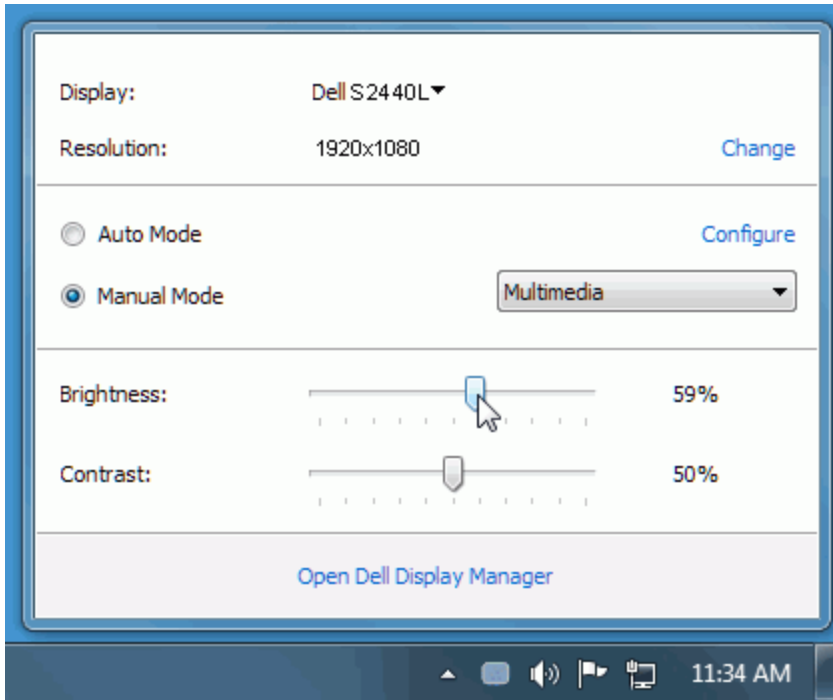 Display: Dell S2440L
Resolution: 1920x1080 Change
Auto Mode Configure
Manual Mode Multimedia
Brightness: 59%
Contrast: 50%
Open Dell Display Manager
11:34 AM